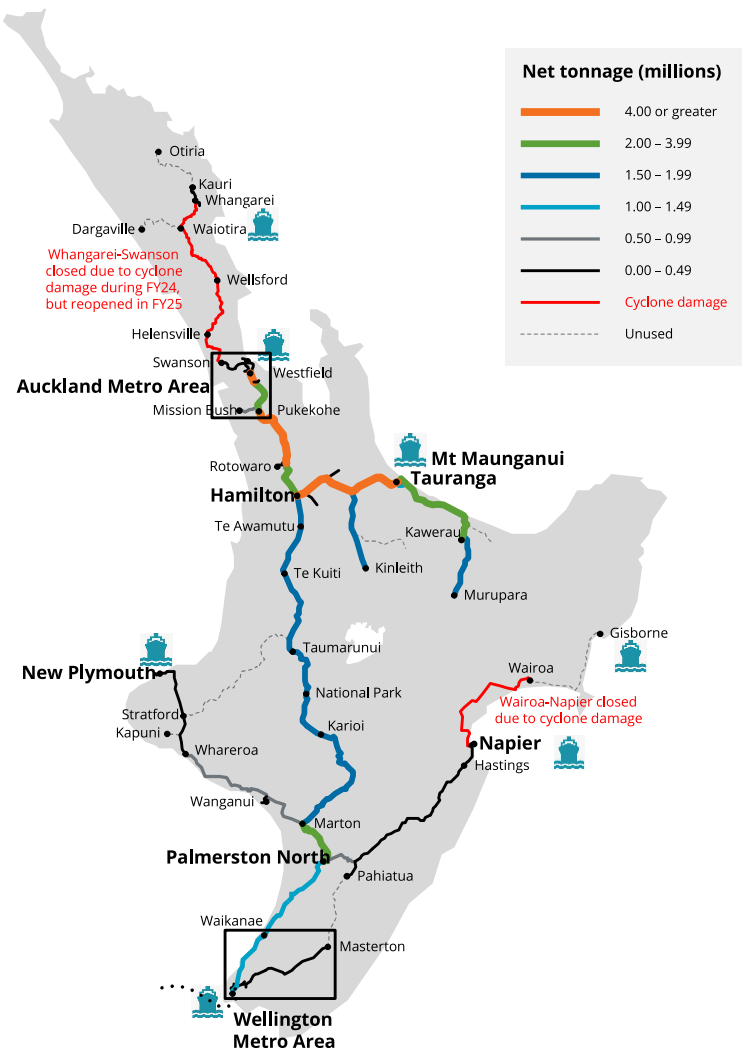 Net tonnage (millions)
4.00 or greater
2.00 – 3.99
1.50 – 1.99
1.00 – 1.49
0.50 – 0.99
0.00 – 0.49
Cyclone damage
Unused
Otiria
Kauri
Whangarei
Dargaville
Waiotira
Whangarei-Swanson
closed due to cyclone
damage during FY24,
but reopened in FY25
Wellsford
Helensville
Swanson
Westfield
Auckland Metro Area
Mission Bush
Pukekohe
Rotowaro
Mt Maunganui
Tauranga
Hamilton
Te Awamutu
Kawerau
Te Kuiti
Kinleith
Murupara
Gisborne
Taumarunui
Wairoa
New Plymouth
National Park
Wairoa-Napier closed
due to cyclone damage
Stratford
Kapuni
Karioi
Napier
Whareroa
Hastings
Wanganui
Marton
Palmerston North
Pahiatua
Waikanae
Masterton
Wellington
Metro Area